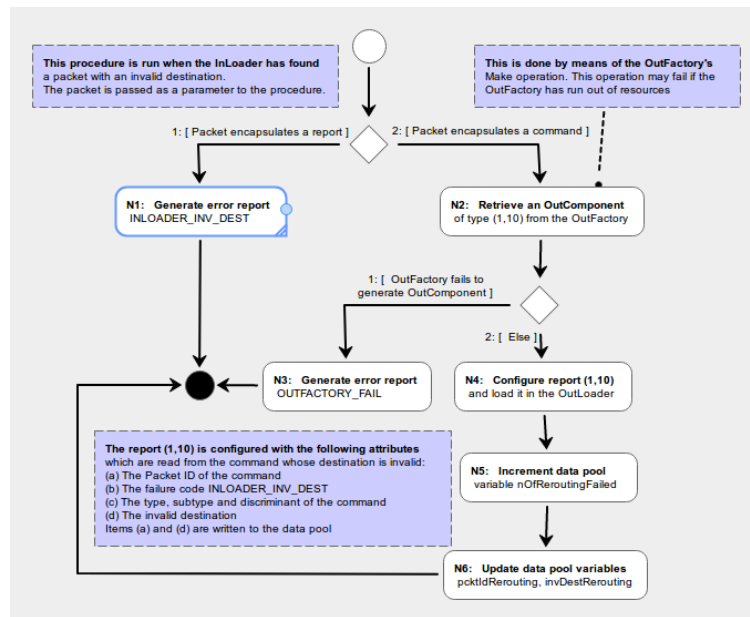 This procedure is run when the InLoader has found
a packet with an invalid destination.
The packet is passed as a parameter to the procedure.
This is done by means of the OutFactory's
Make operation. This operation may fail if the
OutFactory has run out of resources
1: [ Packet encapsulates a report ]
2: [ Packet encapsulates a command ]
N1: Generate error report
INLOADER_INV_DEST
N2: Retrieve an OutComponent
of type (1,10) from the OutFactory
1: [ OutFactory fails to
generate OutComponent ]
2: [ Else ]
N3: Generate error report
OUTFACTORY_FAIL
N4: Configure report (1,10)
and load it in the OutLoader
The report (1,10) is configured with the following attributes
which are read from the command whose destination is invalid:
(a) The Packet ID of the command
(b) The failure code INLOADER_INV_DEST
(c) The type, subtype and discriminant of the command
(d) The invalid destination
Items (a) and (d) are written to the data pool
N5: Increment data pool
variable nOfReroutingFailed
N6: Update data pool variables
pcktIdRerouting, invDestRerouting